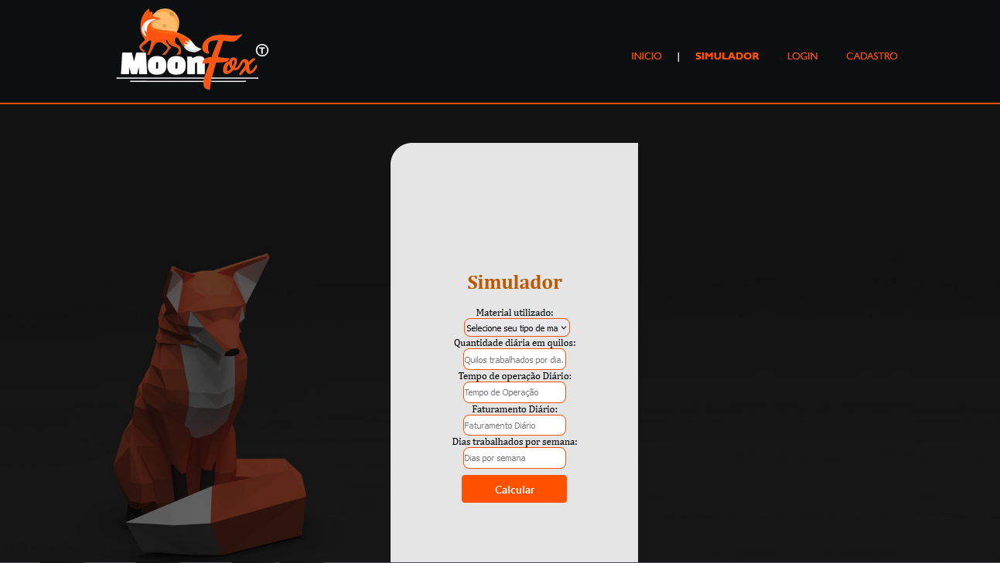 MoonFox T
INICIO | SIMULADOR LOGIN CADASTRO
Simulador
Material utilizado:
Selecione seu tipo de ma
Quantidade diária em quilos:
Quilos trabalhados por dia.
Tempo de operação Diário:
Tempo de Operação
Faturamento Diário:
Faturamento Diário
Dias trabalhados por semana:
Dias por semana
Calcular